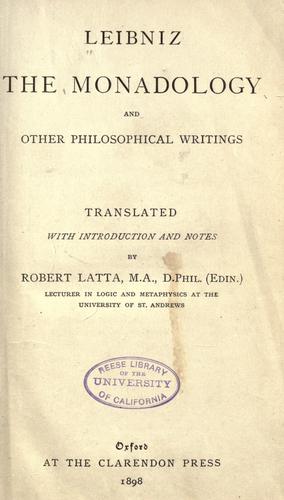 LEIBNIZ
THE MONADOLOGY
AND
OTHER PHILOSOPHICAL WRITINGS
TRANSLATED
WITH INTRODUCTION AND NOTES
BY
ROBERT LATTA, M.A., D.PHIL. (EDIN.)
LECTURER IN LOGIC AND METAPHYSICS AT THE
UNIVERSITY OF ST. ANDREWS
REESE LIBRARY
OF THE
UNIVERSITY
OF CALIFORNIA
Oxford
AT THE CLARENDON PRESS
1898